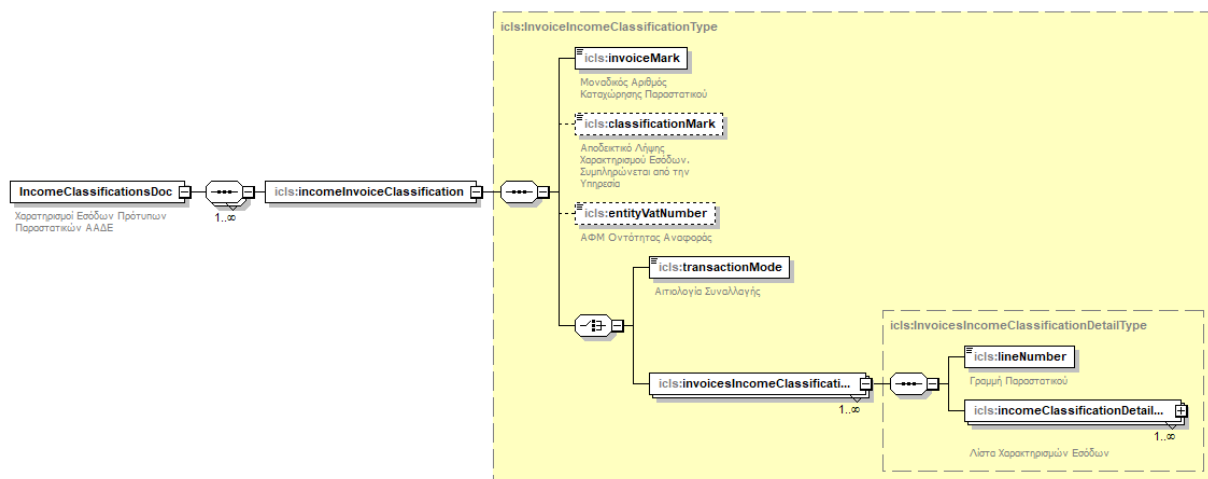 icls:InvoiceIncomeClassificationType
icls:invoiceMark
Μοναδικός Αριθμός
Καταχώρησης Παραστατικού
icls:classificationMark
Αποδεικτικό Λήψης
Χαρακτηρισμού Εσόδων.
Συμπληρώνεται από την
Υπηρεσία
IncomeClassificationsDoc
Χαρατηρισμοί Εσόδων Πρότυπων
Παραστατικών ΑΑΔΕ
1..∞
icls:incomeInvoiceClassification
icls:entityVatNumber
ΑΦΜ Οντότητας Αναφοράς
icls:transactionMode
Αιτιολογία Συναλλαγής
icls:invoicesIncomeClassificati...
1..∞
icls:InvoicesIncomeClassificationDetailType
icls:lineNumber
Γραμμή Παραστατικού
icls:incomeClassificationDetail...
1..∞
Λίστα Χαρακτηρισμών Εσόδων